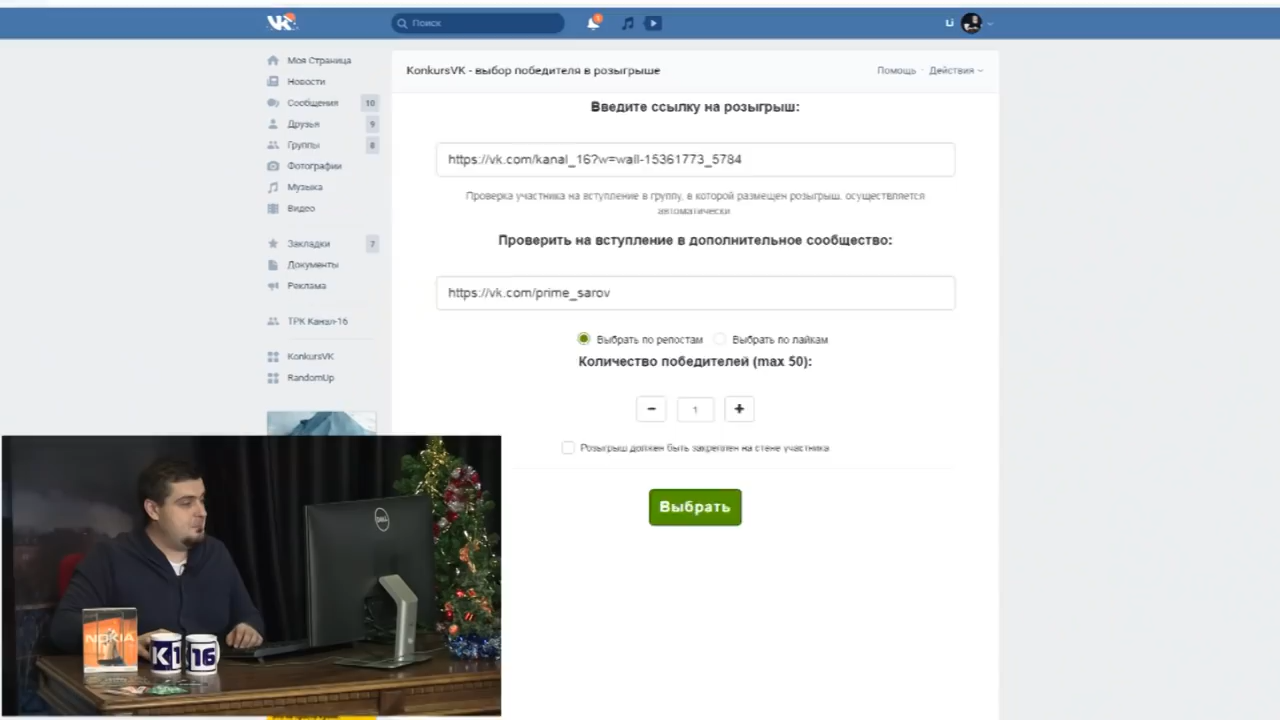 Поиск
1
Li
Моя Страница
Новости
Сообщения 10
Друзья 9
Группы 8
Фотографии
Музыка
Видео
Закладки 7
Документы
Реклама
ТРК Канал-16
KonkursVK
RandomUp
KonkursVK - выбор победителя в розыгрыше
Помощь · Действия
Введите ссылку на розыгрыш:
https://vk.com/kanal_16?w=wall-15361773_5784
Проверка участника на вступление в группу, в которой размещен розыгрыш, осуществляется
автоматически
Проверить на вступление в дополнительное сообщество:
https://vk.com/prime_sarov
Выбрать по репостам Выбрать по лайкам
Количество победителей (max 50):
− 1 +
Розыгрыш должен быть закреплен на стене участника
Выбрать
DELL
NOKIA
K1
16